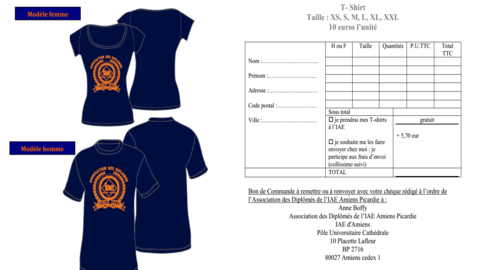 Modèle femme
ASSOCIATION DES DIPLOMES
T- Shirt
Taille : XS, S, M, L, XL, XXL
10 euros l’unité
H ou F Taille Quantités P.U.TTC Total TTC
Nom :
Prénom :
Adresse :
Code postal :
Ville :
Sous total
☐ je prendrai mes T-shirts à l’IAE
gratuit
☐ je souhaite me les faire envoyer chez moi : je participe aux frais d’envoi (collissimo suivi)
+ 5,70 eur
TOTAL
Modèle homme
Bon de Commande à remettre ou à renvoyer avec votre chèque rédigé à l’ordre de
l’Association des Diplômés de l’IAE Amiens Picardie à :
Anne Boffy
Association des Diplômés de l’IAE Amiens Picardie
IAE d'Amiens
Pôle Universitaire Cathédrale
10 Placette Lafleur
BP 2716
80027 Amiens cedex 1